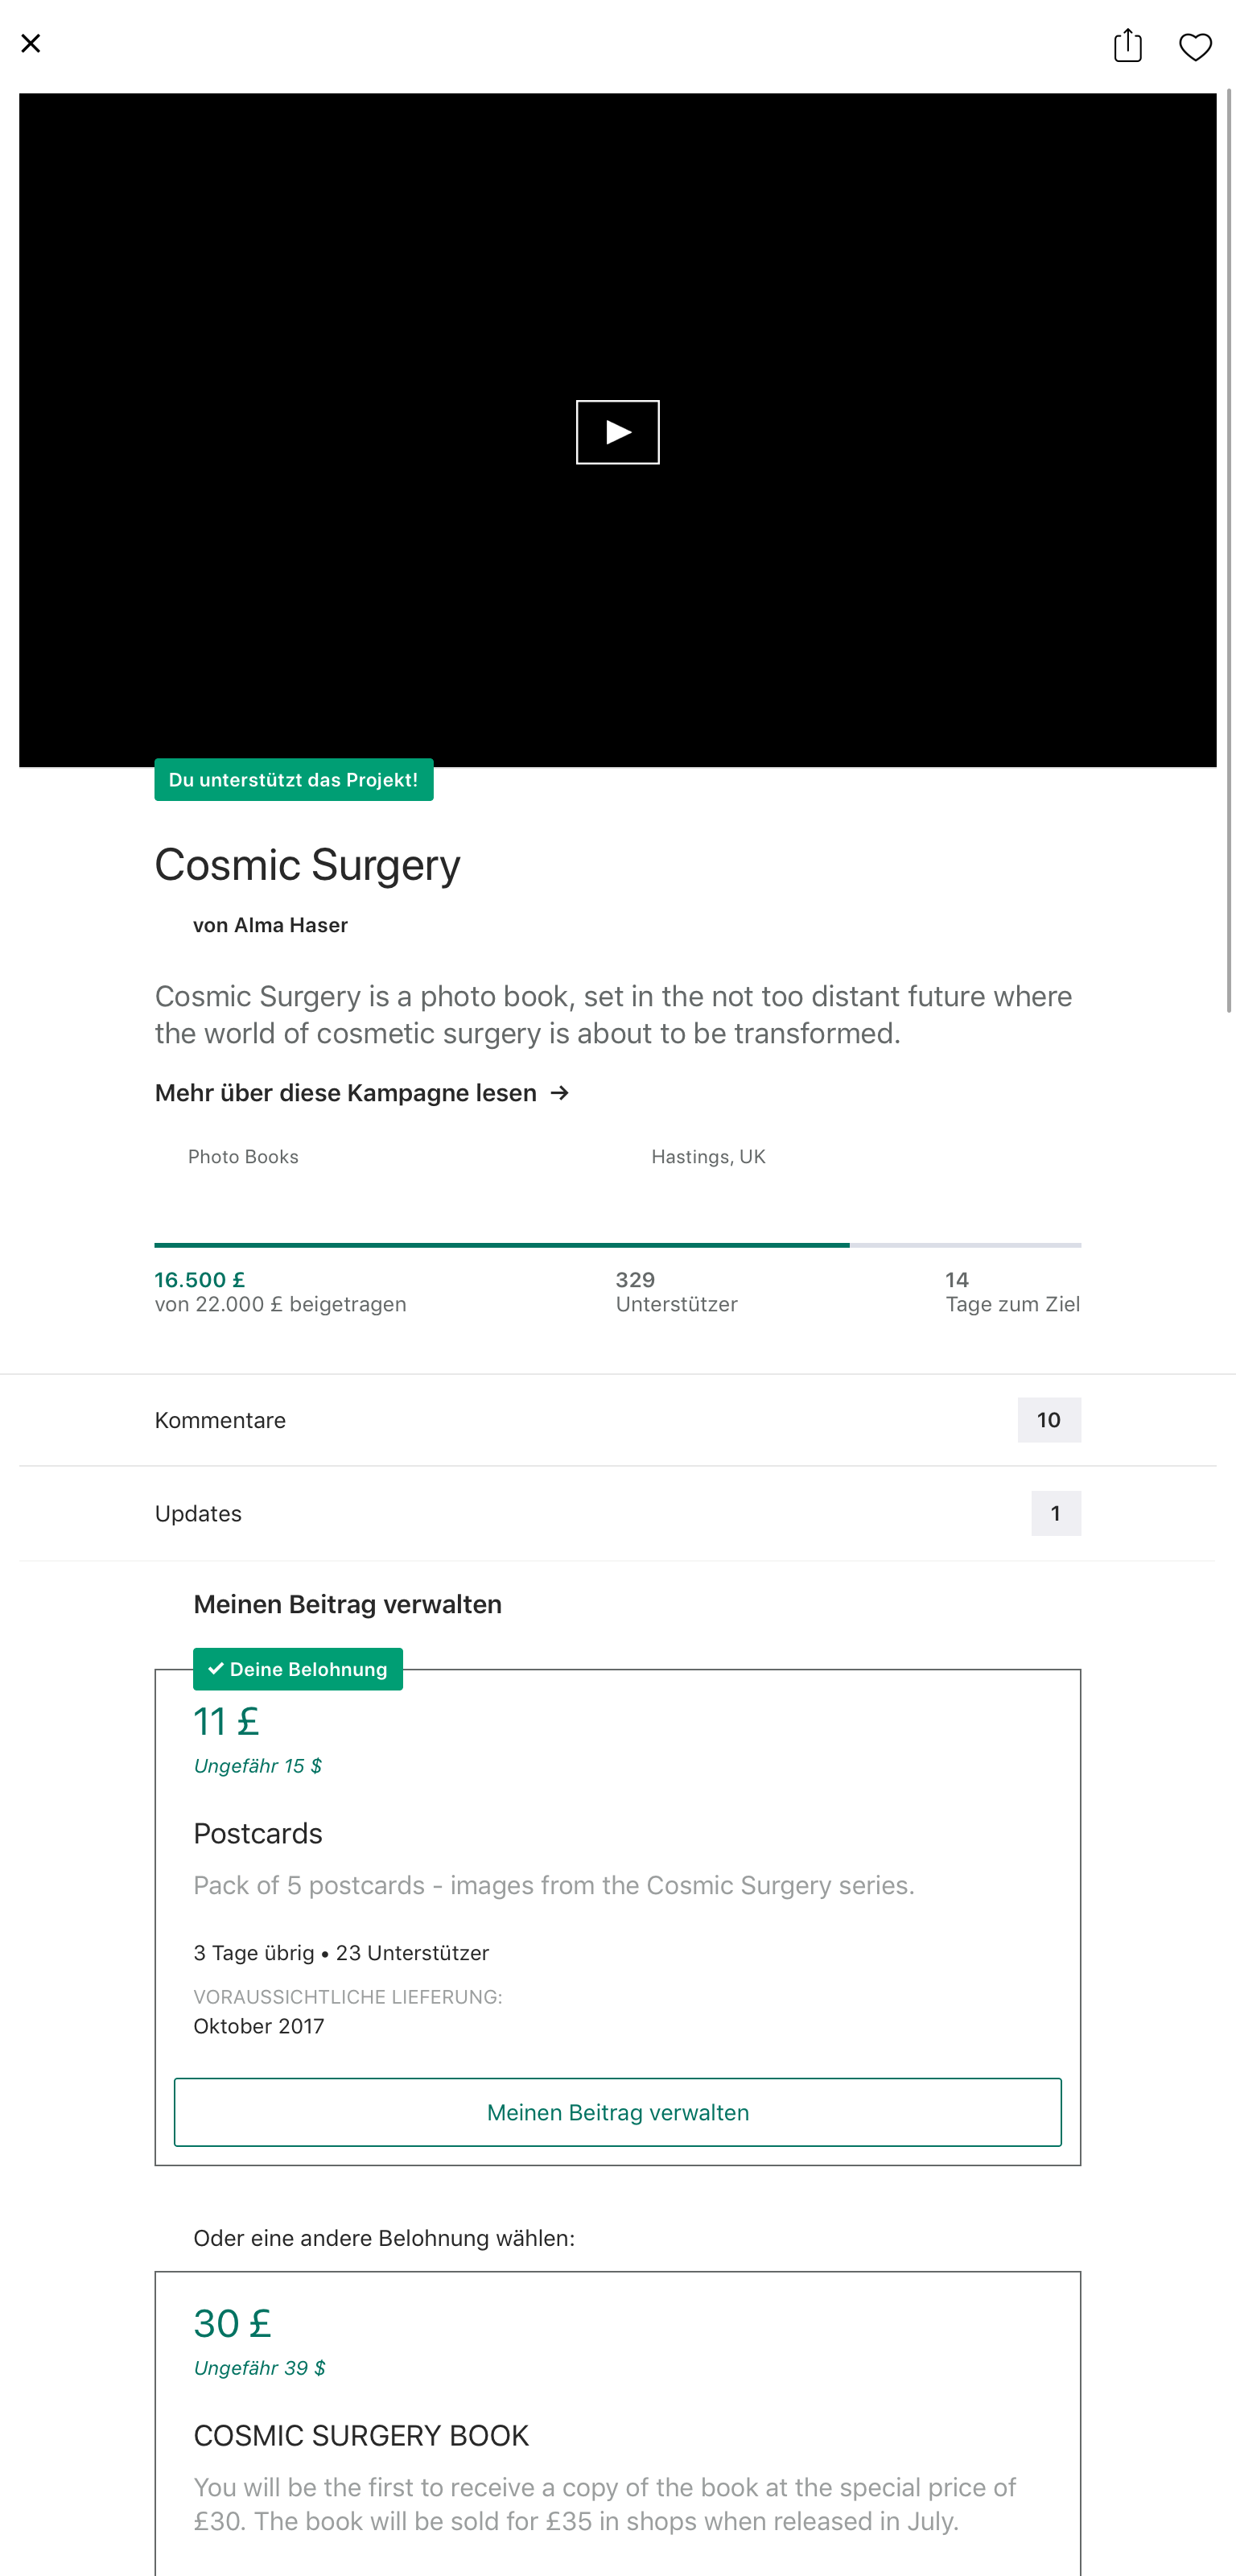 Du unterstützt das Projekt!
Cosmic Surgery
von Alma Haser
Cosmic Surgery is a photo book, set in the not too distant future where
the world of cosmetic surgery is about to be transformed.
Mehr über diese Kampagne lesen →
Photo Books
Hastings, UK
16.500 £
von 22.000 £ beigetragen
329
Unterstützer
14
Tage zum Ziel
Kommentare
10
Updates
1
Meinen Beitrag verwalten
✓ Deine Belohnung
11 £
Ungefähr 15 $
Postcards
Pack of 5 postcards - images from the Cosmic Surgery series.
3 Tage übrig • 23 Unterstützer
VORAUSSICHTLICHE LIEFERUNG:
Oktober 2017
Meinen Beitrag verwalten
Oder eine andere Belohnung wählen:
30 £
Ungefähr 39 $
COSMIC SURGERY BOOK
You will be the first to receive a copy of the book at the special price of
£30. The book will be sold for £35 in shops when released in July.